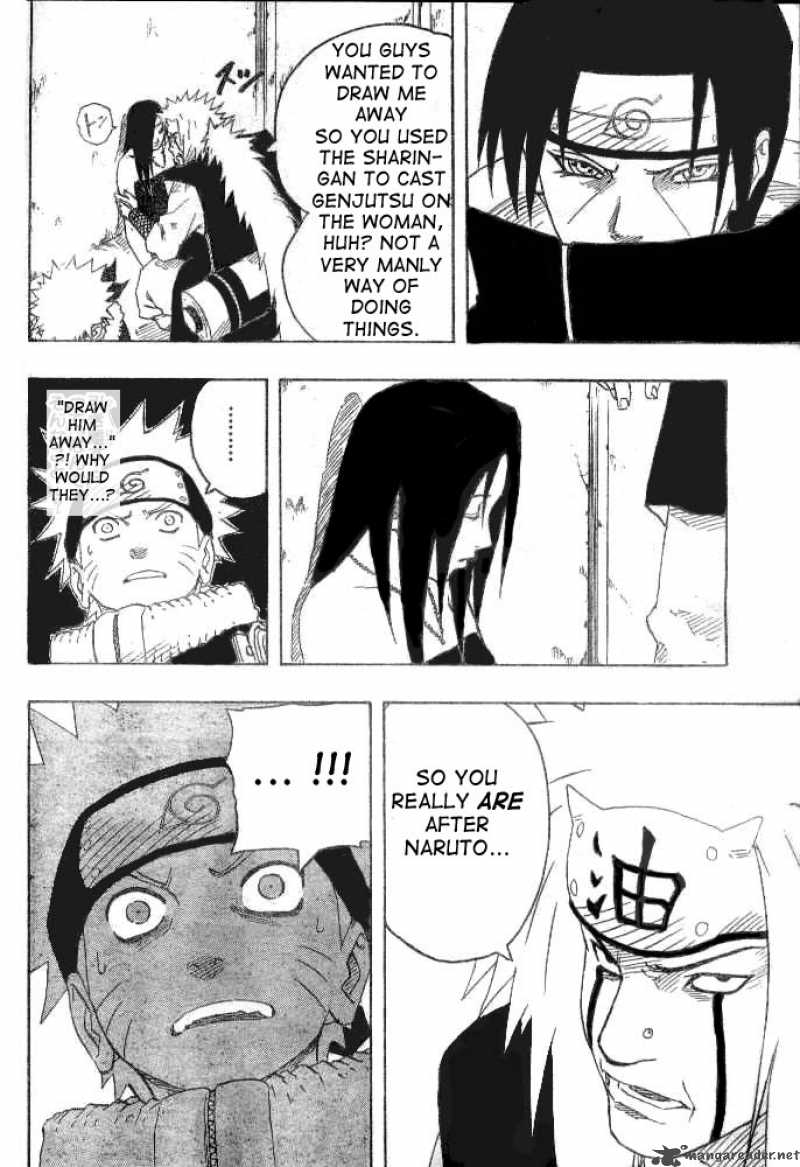 YOU GUYS
WANTED TO
DRAW ME
AWAY
SO YOU USED
THE SHARIN-
GAN TO CAST
GENJUTSU ON
THE WOMAN,
HUH? NOT A
VERY MANLY
WAY OF
DOING
THINGS.
トン
.........
"DRAW
HIM
AWAY..."
?! WHY
WOULD
THEY...?
SO YOU
REALLY ARE
AFTER
NARUTO...
油
... !!!
mangareader.net